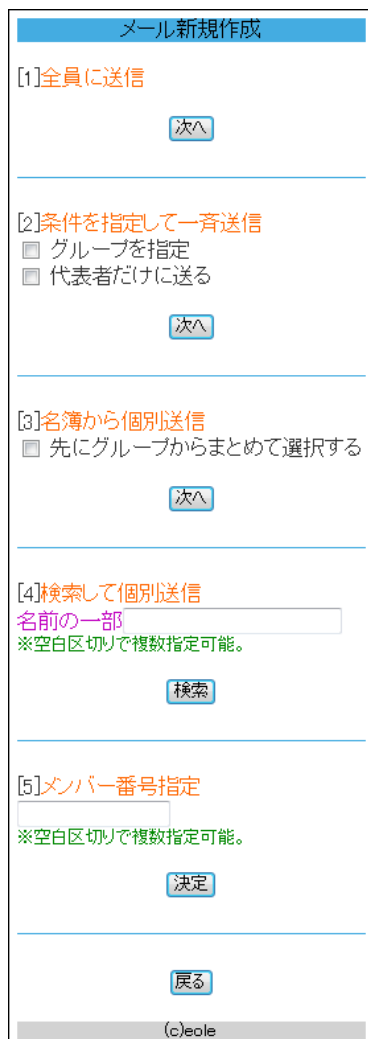 メール新規作成
[1]全員に送信
次へ
[2]条件を指定して一斉送信
グループを指定
代表者だけに送る
次へ
[3]名簿から個別送信
先にグループからまとめて選択する
次へ
[4]検索して個別送信
名前の一部
※空白区切りで複数指定可能。
検索
[5]メンバー番号指定
※空白区切りで複数指定可能。
決定
戻る
(c)eole